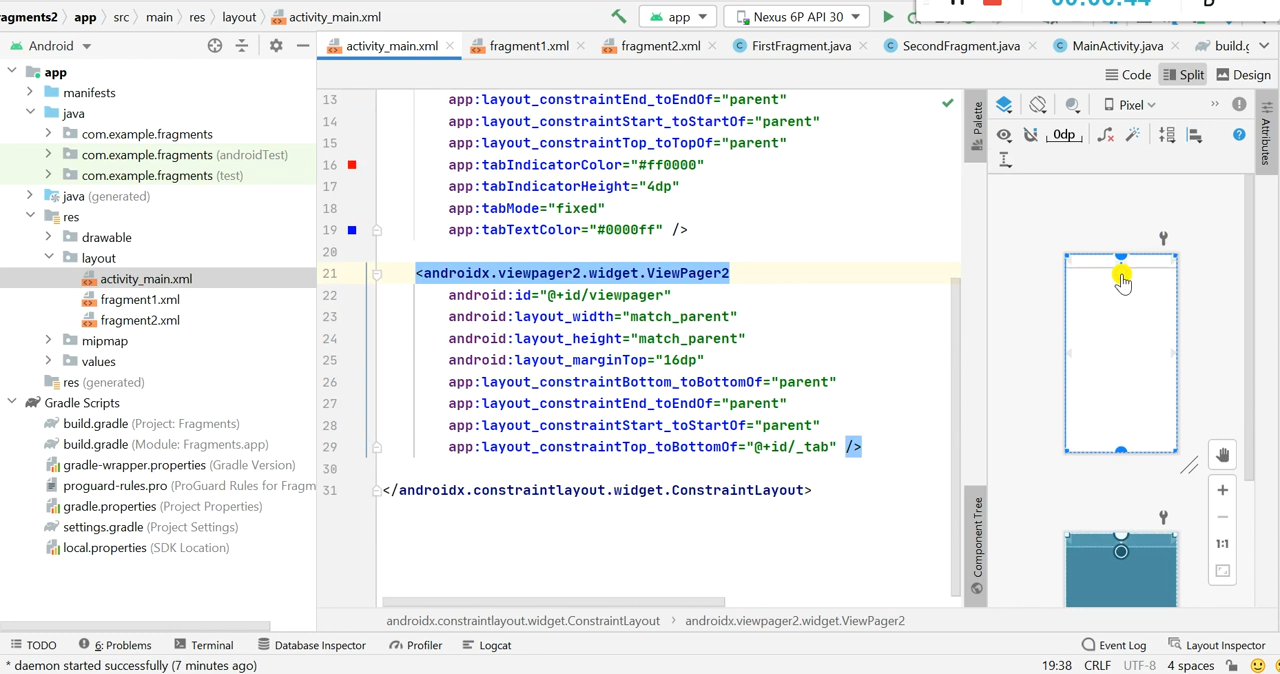 ragments2 app src main res layout activity_main.xml app Nexus 6P API 30
Android activity_main.xml fragment1.xml fragment2.xml FirstFragment.java SecondFragment.java MainActivity.java
Code Split Design
app
manifests
java
com.example.fragments
com.example.fragments (androidTest)
com.example.fragments (test)
java (generated)
res
drawable
layout
activity_main.xml
fragment1.xml
fragment2.xml
mipmap
values
res (generated)
Gradle Scripts
build.gradle (Project: Fragments)
build.gradle (Module: Fragments.app)
gradle-wrapper.properties (Gradle Version)
proguard-rules.pro (ProGuard Rules for Fragm
gradle.properties (Project Properties)
settings.gradle (Project Settings)
local.properties (SDK Location)
13 app:layout_constraintEnd_toEndOf="parent"
14 app:layout_constraintStart_toStartOf="parent"
15 app:layout_constraintTop_toTopOf="parent"
16 app:tabIndicatorColor="#ff0000"
17 app:tabIndicatorHeight="4dp"
18 app:tabMode="fixed"
19 app:tabTextColor="#0000ff" />
20
21 <androidx.viewpager2.widget.ViewPager2
22 android:id="@+id/viewpager"
23 android:layout_width="match_parent"
24 android:layout_height="match_parent"
25 android:layout_marginTop="16dp"
26 app:layout_constraintBottom_toBottomOf="parent"
27 app:layout_constraintEnd_toEndOf="parent"
28 app:layout_constraintStart_toStartOf="parent"
29 app:layout_constraintTop_toBottomOf="@+id/_tab" />
30
31 </androidx.constraintlayout.widget.ConstraintLayout>
androidx.constraintlayout.widget.ConstraintLayout › androidx.viewpager2.widget.ViewPager2
Palette
Component Tree
Pixel
0dp
Attributes
1:1
TODO 6: Problems Terminal Database Inspector Profiler Logcat Event Log Layout Inspector
* daemon started successfully (7 minutes ago) 19:38 CRLF UTF-8 4 spaces